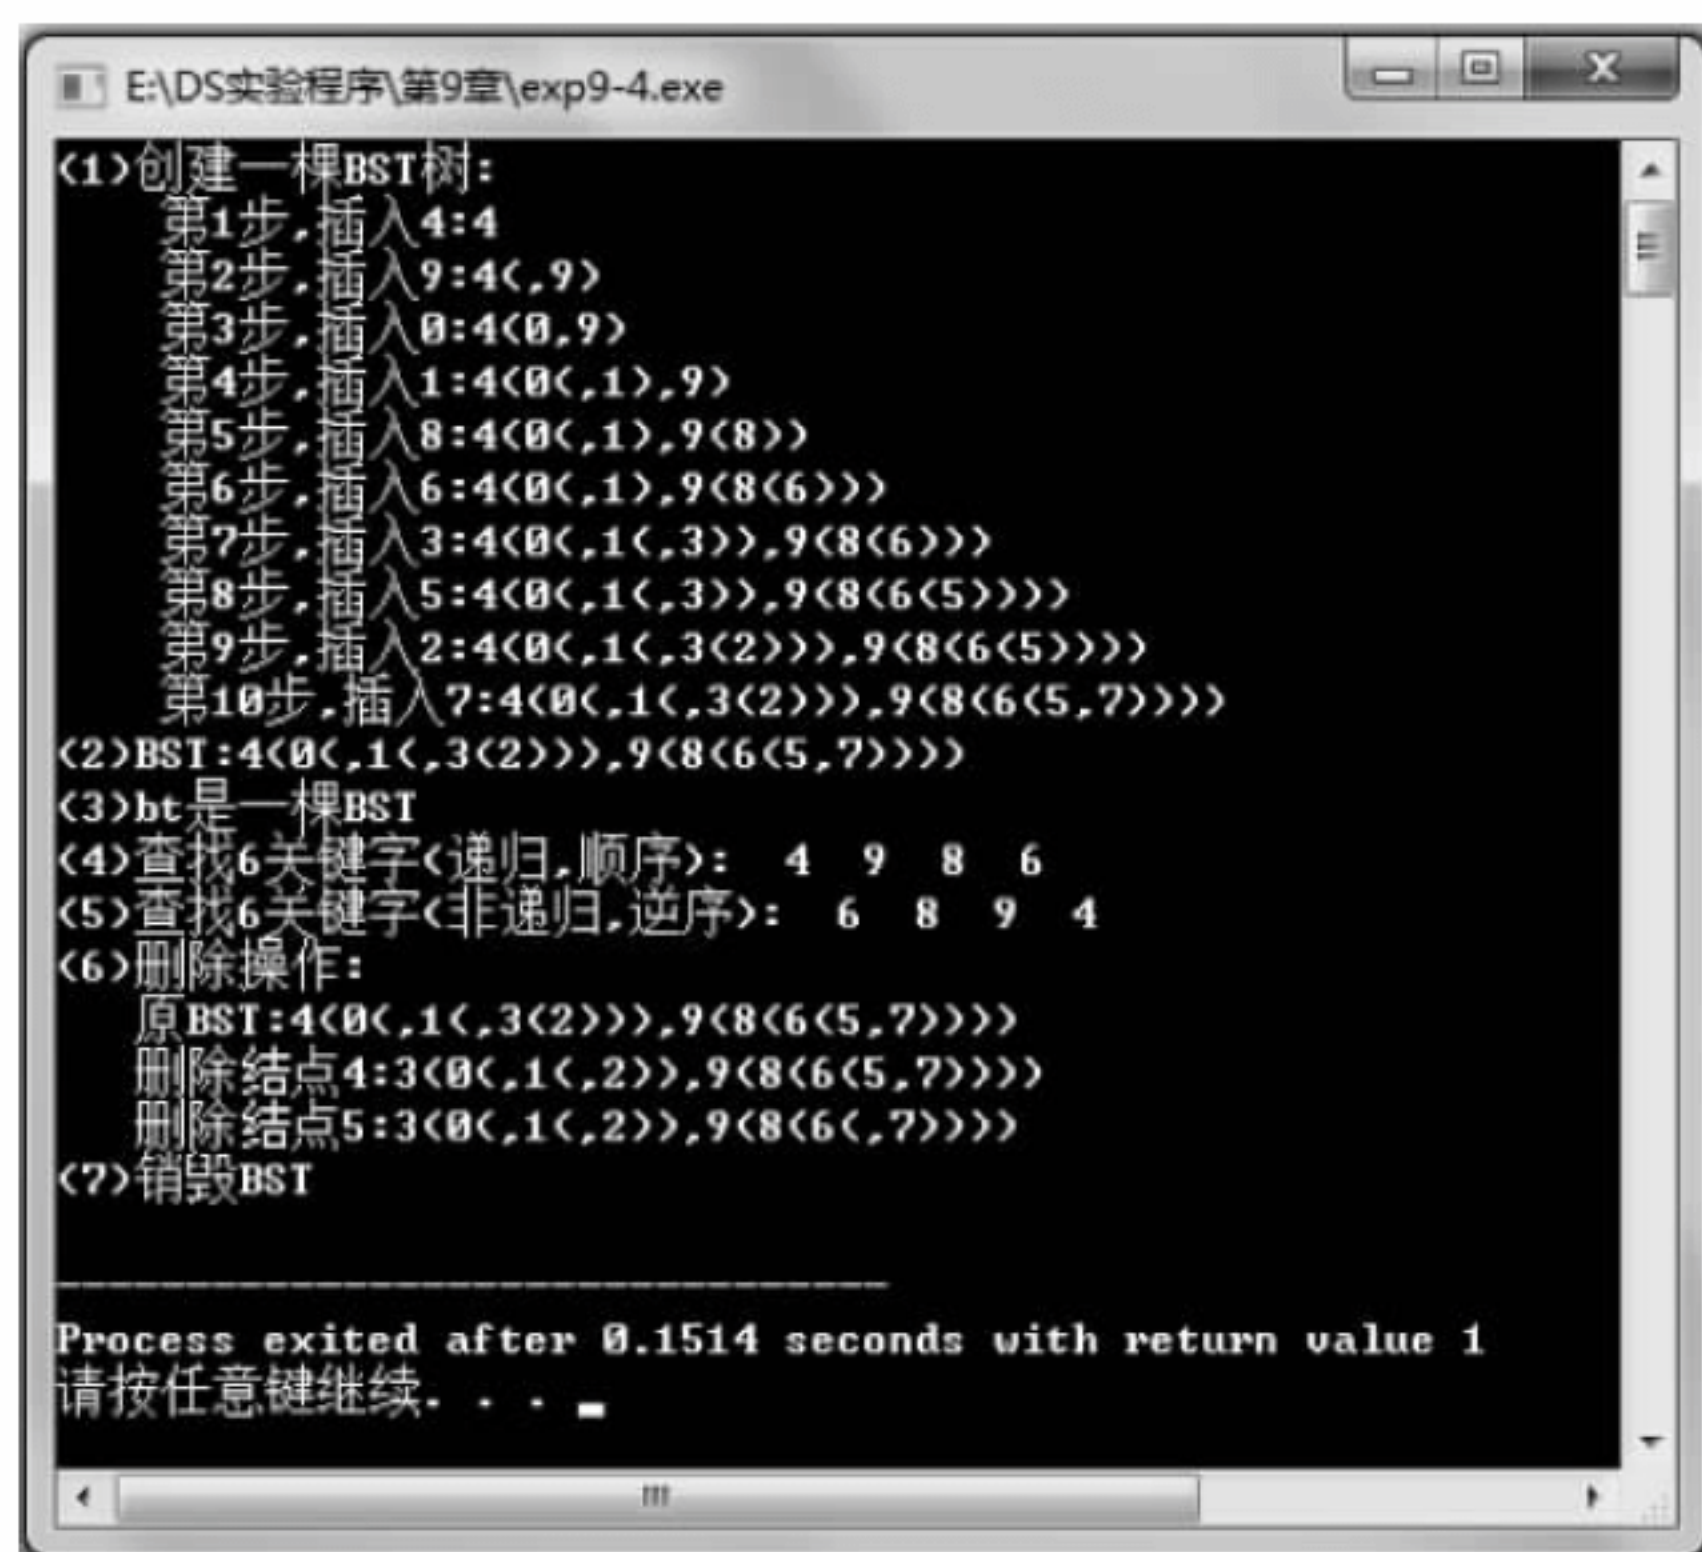 E:\DS实验程序\第9章\exp9-4.exe
(1)创建一棵BST树:
第1步,插入4:4
第2步,插入9:4(,9)
第3步,插入0:4(0,9)
第4步,插入1:4(0(,1),9)
第5步,插入8:4(0(,1),9(8))
第6步,插入6:4(0(,1),9(8(6)))
第7步,插入3:4(0(,1(,3)),9(8(6)))
第8步,插入5:4(0(,1(,3)),9(8(6(5))))
第9步,插入2:4(0(,1(,3(2))),9(8(6(5))))
第10步,插入7:4(0(,1(,3(2))),9(8(6(5,7))))
(2)BST:4(0(,1(,3(2))),9(8(6(5,7))))
(3)bt是一棵BST
(4)查找6关键字(递归,顺序):  4  9  8  6
(5)查找6关键字(非递归,逆序):  6  8  9  4
(6)删除操作:
原BST:4(0(,1(,3(2))),9(8(6(5,7))))
删除结点4:3(0(,1(,2)),9(8(6(5,7))))
删除结点5:3(0(,1(,2)),9(8(6(,7))))
(7)销毁BST
--------------------------------
Process exited after 0.1514 seconds with return value 1
请按任意键继续. . .